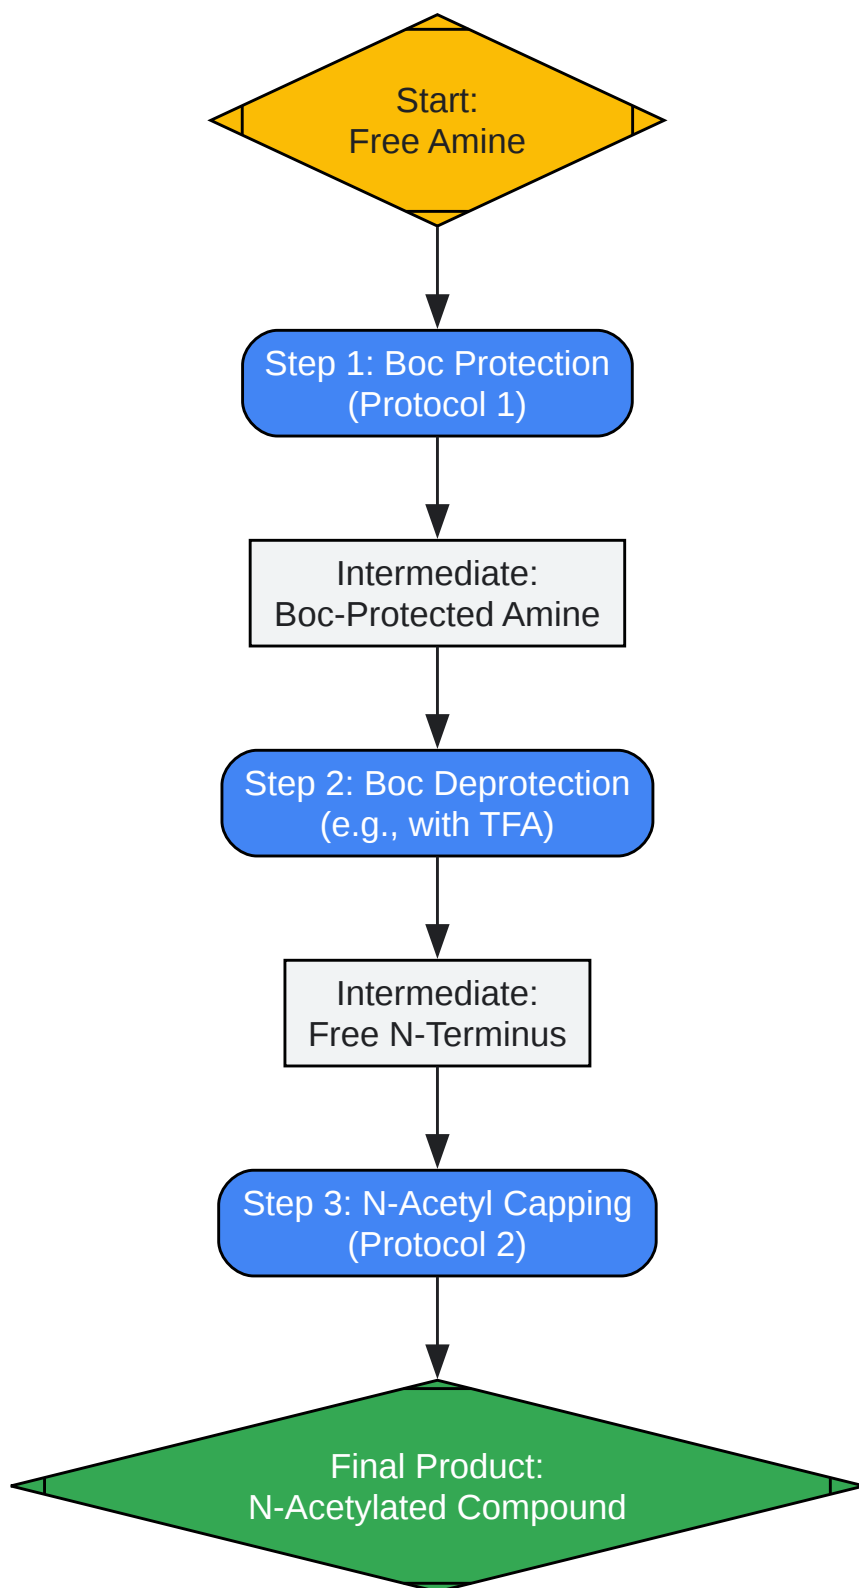 Start:
Free Amine
Step 1: Boc Protection
(Protocol 1)
Intermediate:
Boc-Protected Amine
Step 2: Boc Deprotection
(e.g., with TFA)
Intermediate:
Free N-Terminus
Step 3: N-Acetyl Capping
(Protocol 2)
Final Product:
N-Acetylated Compound